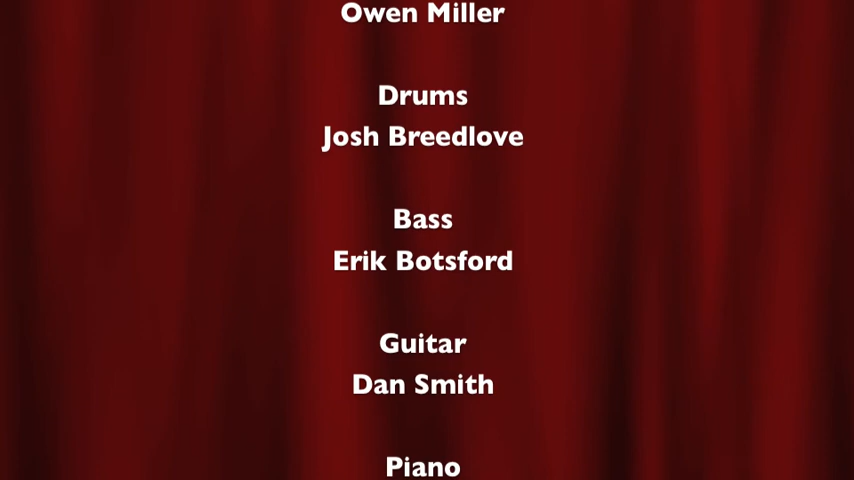 Owen Miller
Drums
Josh Breedlove
Bass
Erik Botsford
Guitar
Dan Smith
Piano